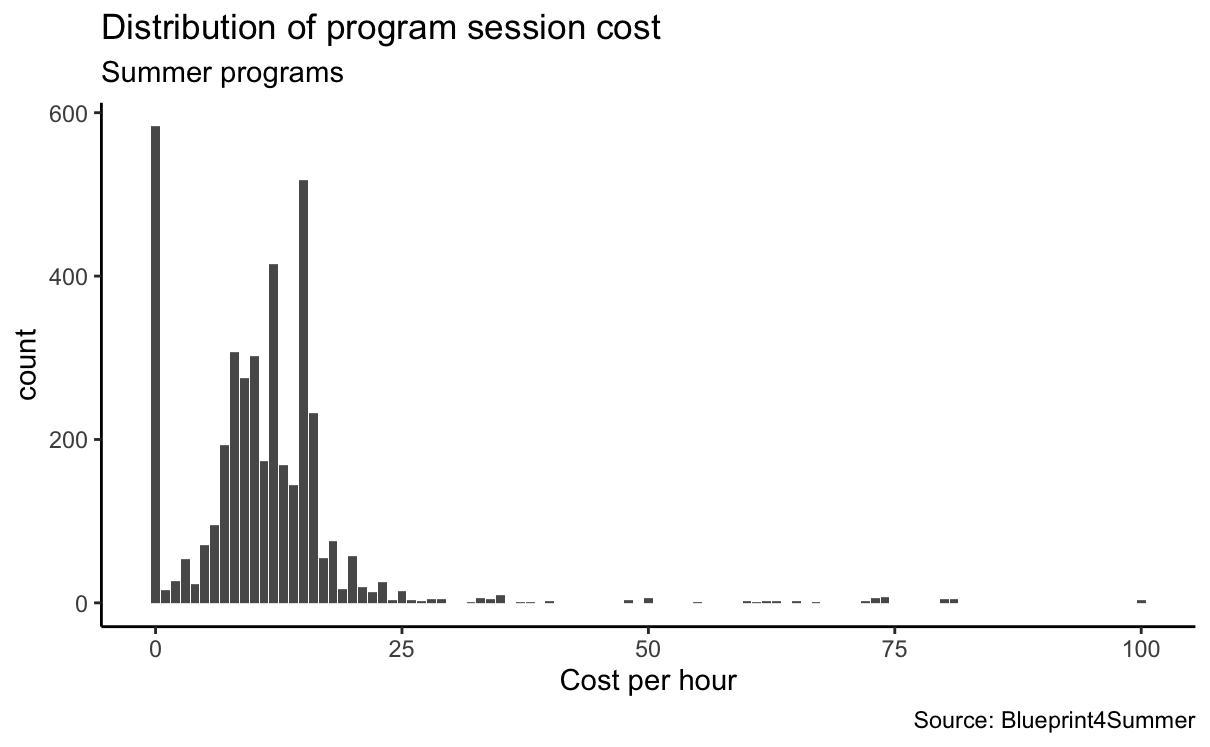 Distribution of program session cost
Summer programs
600
400
200
0
count
0 25 50 75 100
Cost per hour
Source: Blueprint4Summer